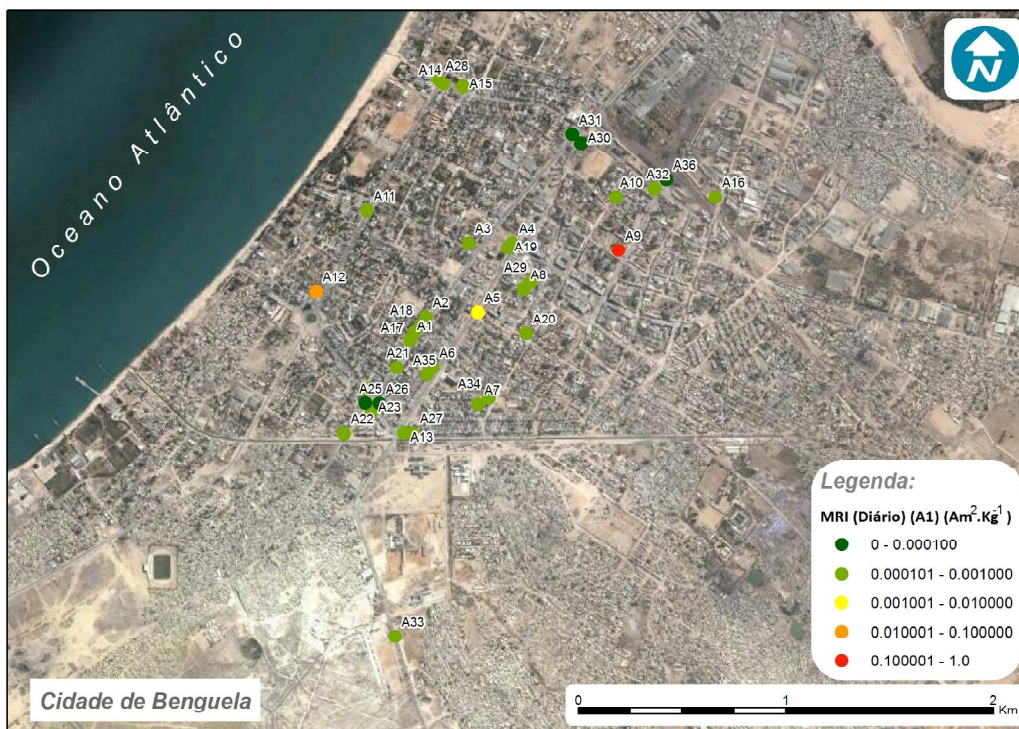 Oceano Atlântico
N
A14
A28
A15
A31
A30
A36
A32
A10
A16
A11
A9
A3
A4
A19
A29
A8
A12
A5
A2
A18
A17
A1
A20
A21
A35
A6
A25
A26
A34
A7
A23
A22
A27
A13
A33
Legenda:
MRI (Diário) (A1) (Am².Kg⁻¹)
0 - 0.000100
0.000101 - 0.001000
0.001001 - 0.010000
0.010001 - 0.100000
0.100001 - 1.0
Cidade de Benguela
0 1 2
Km